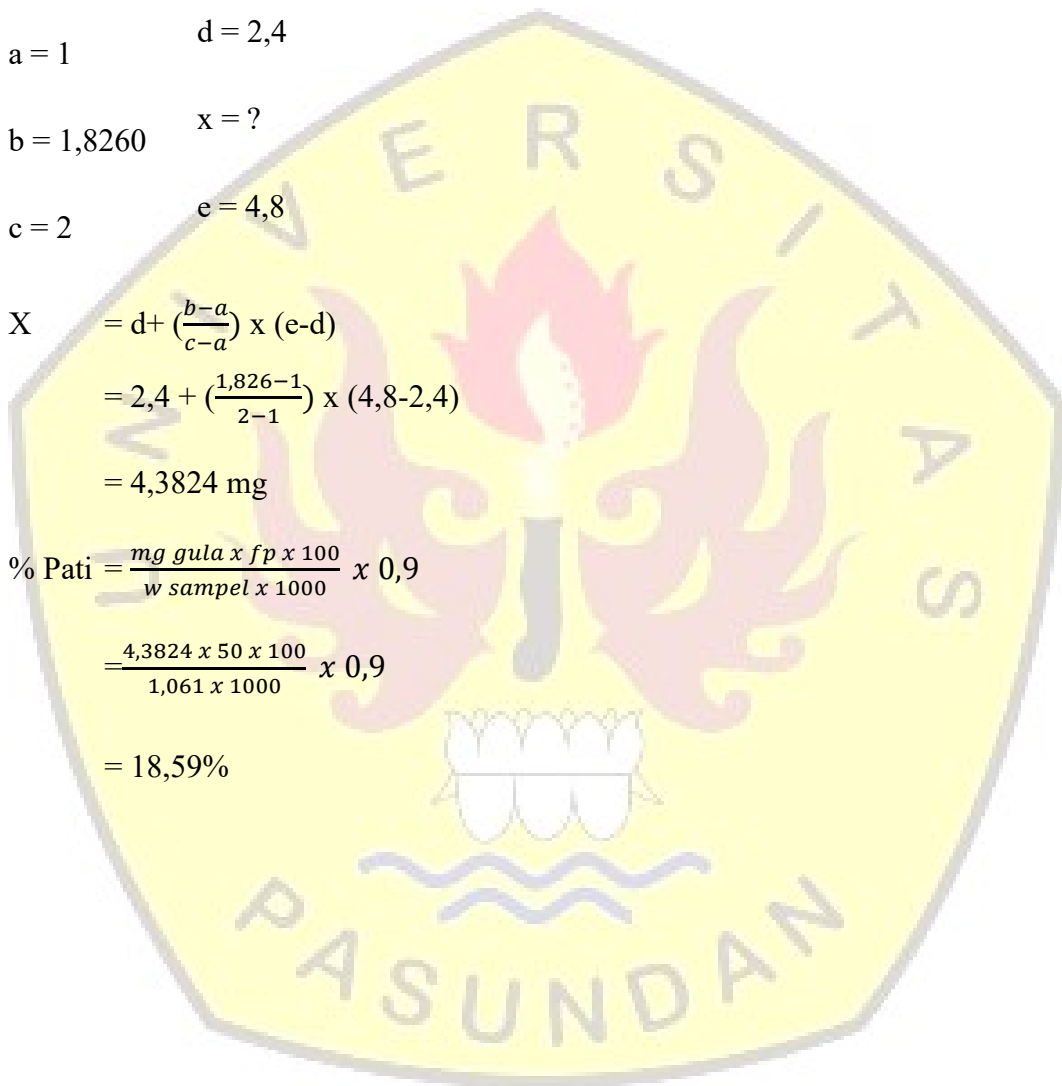 a = 1
b = 1,8260
c = 2
d = 2,4
x = ?
e = 4,8
X = d+ (b−a/c−a) x (e-d)
= 2,4 + (1,826−1/2−1) x (4,8-2,4)
= 4,3824 mg
% Pati = mg gula x fp x 100/w sampel x 1000 x 0,9
= 4,3824 x 50 x 100/1,061 x 1000 x 0,9
= 18,59%
UNIVERSITAS
PASUNDAN